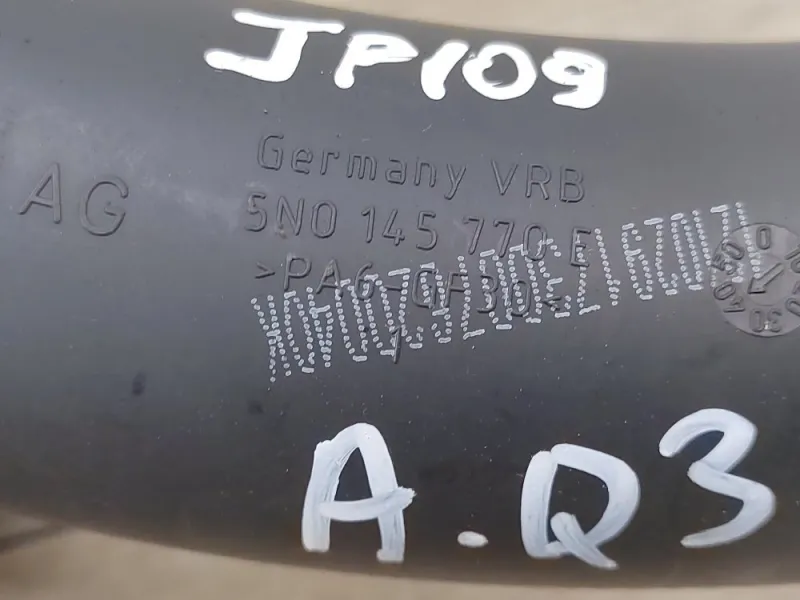 JP109
Germany VRB
AG
5N0 145 770 E
>PA6-GF30<
A.Q3